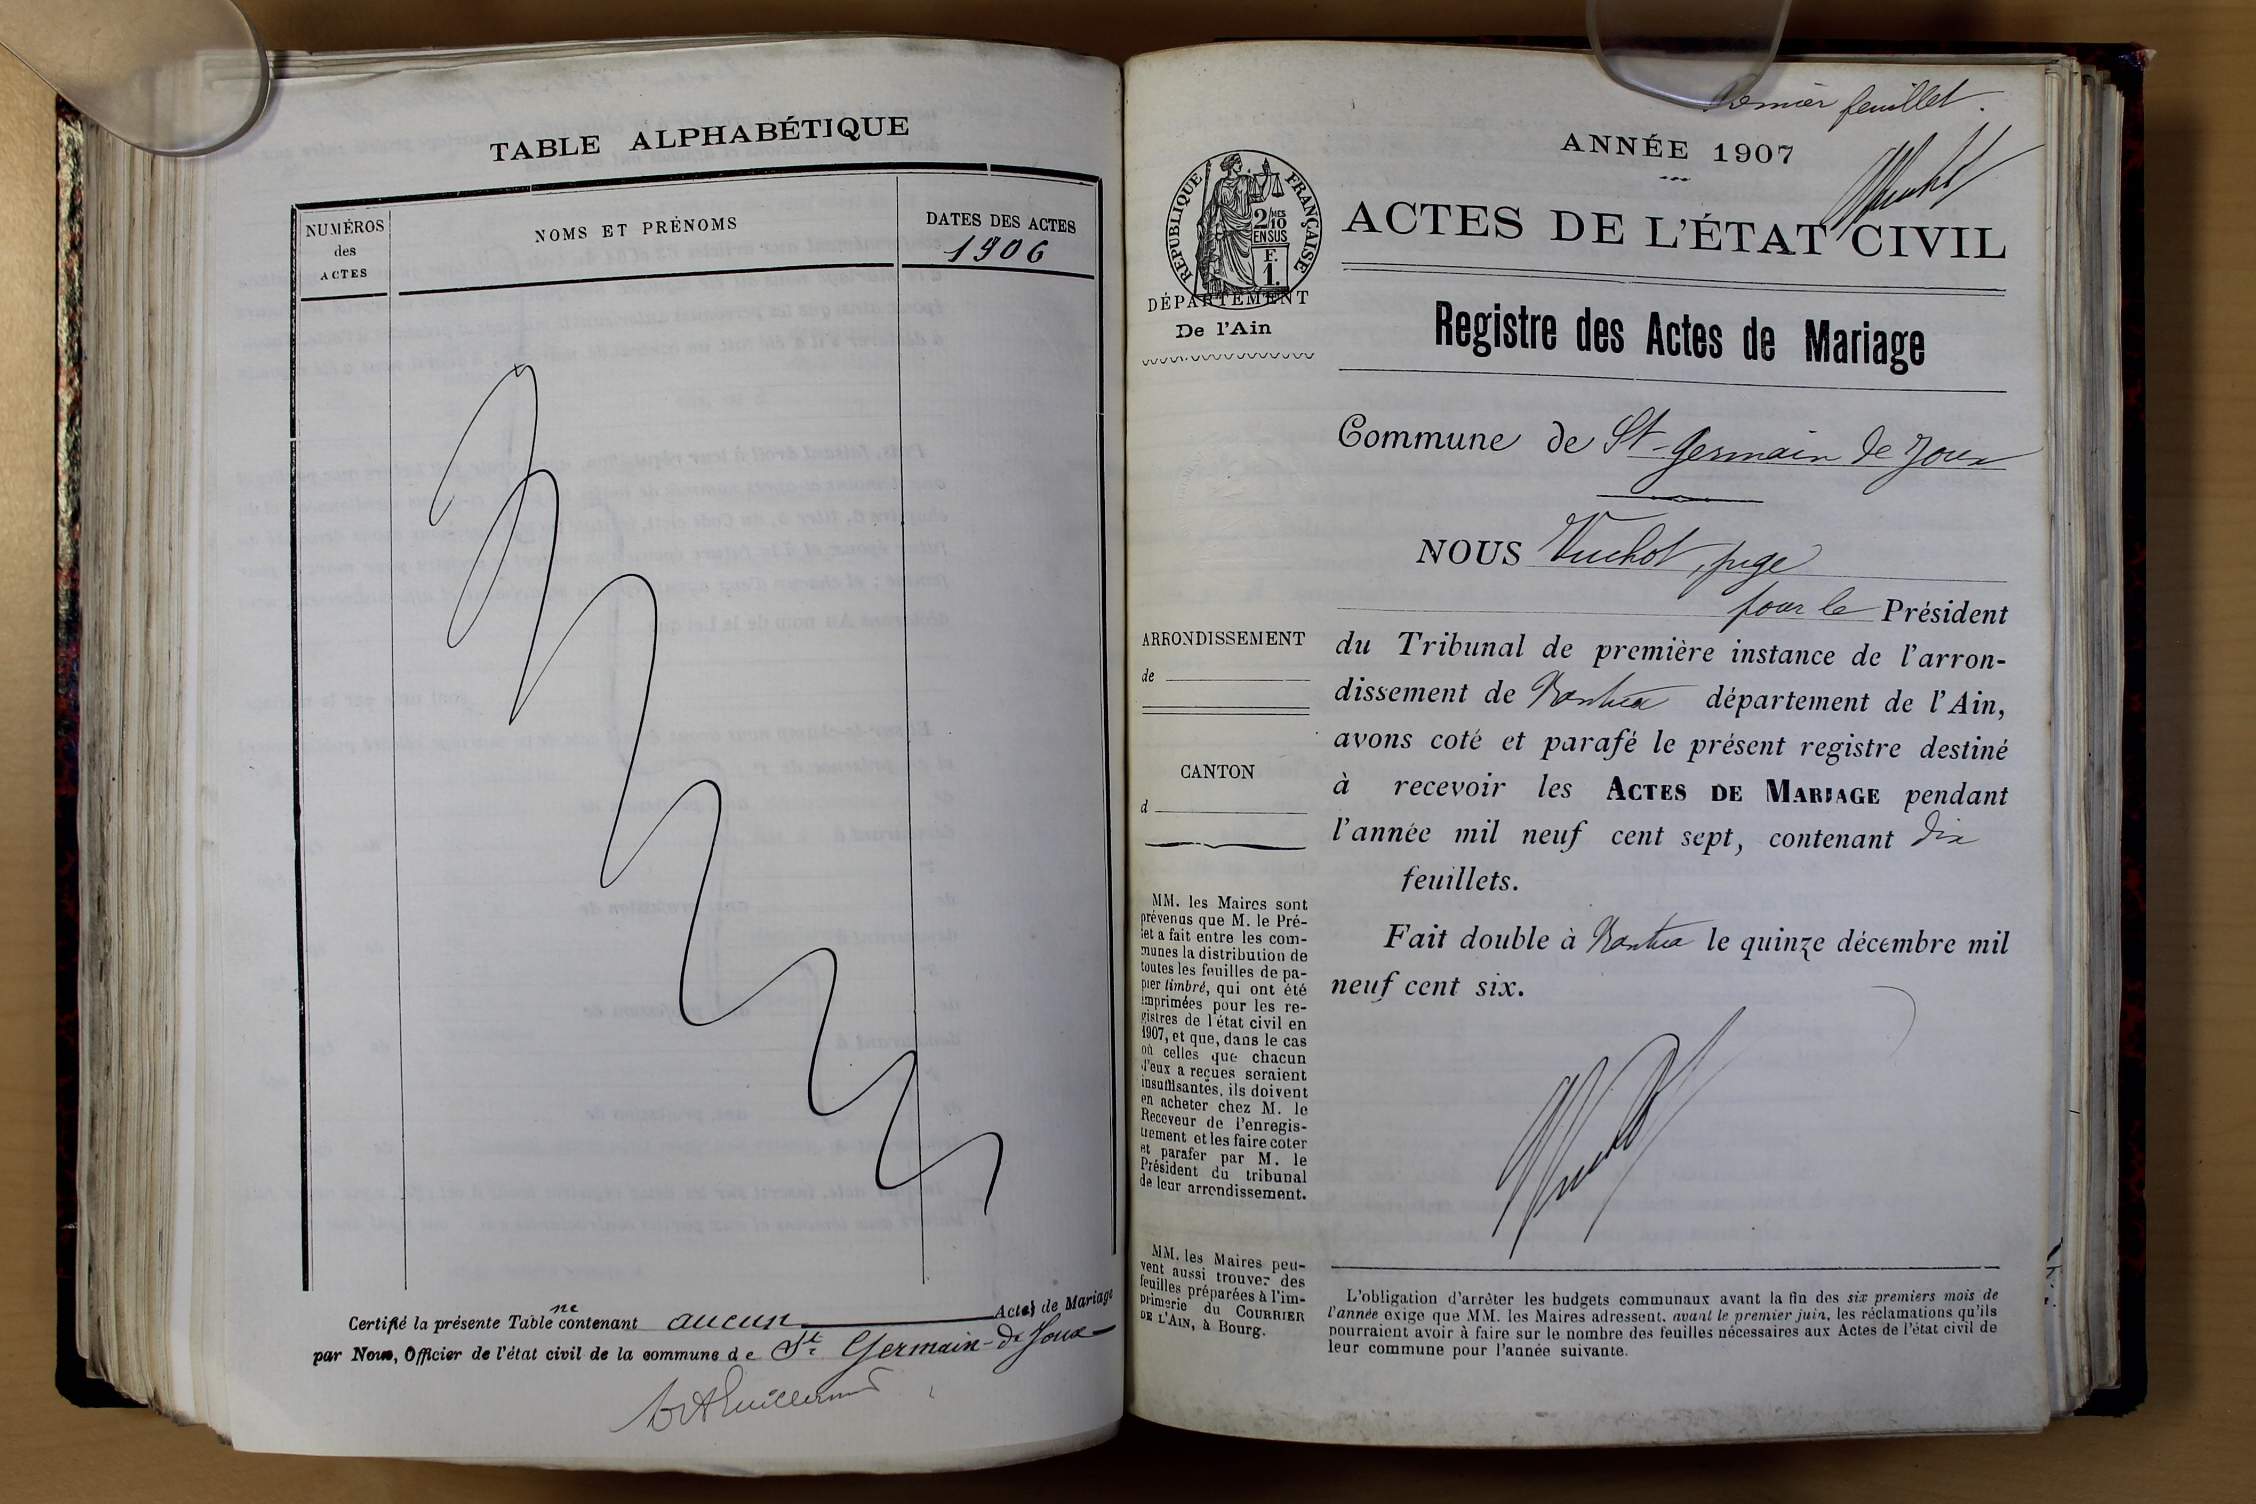 TABLE ALPHABÉTIQUE
NUMÉROS
des
ACTES
NOMS ET PRÉNOMS
DATES DES ACTES
1906
Certifié la présente Table ne contenant aucun Actes de Mariage
par Nous, Officier de l'état civil de la commune de St Germain-de-Joux
premier feuillet.
ANNÉE 1907
ACTES DE L'ÉTAT CIVIL
RÉPUBLIQUE FRANÇAISE
2/10 MES
EN SUS
F.
1.
DÉPARTEMENT
De l'Ain
Registre des Actes de Mariage
Commune de St-Germain de Joux
NOUS Vuchot, juge
pour le Président
du Tribunal de première instance de l'arron-
dissement de Nantua département de l'Ain,
avons coté et parafé le présent registre destiné
à recevoir les ACTES DE MARIAGE pendant
l'année mil neuf cent sept, contenant dix
feuillets.
Fait double à Nantua le quinze décembre mil
neuf cent six.
ARRONDISSEMENT
de
CANTON
d
MM. les Maires sont
prévenus que M. le Pré-
fet a fait entre les com-
munes la distribution de
toutes les feuilles de pa-
pier timbré, qui ont été
imprimées pour les re-
gistres de l'état civil en
1907, et que, dans le cas
où celles que chacun
d'eux a reçues seraient
insuffisantes, ils doivent
en acheter chez M. le
Receveur de l'enregis-
trement et les faire coter
et parafer par M. le
Président du tribunal
de leur arrondissement.
MM. les Maires peu-
vent aussi trouver des
feuilles préparées à l'im-
primerie du COURRIER
DE L'AIN, à Bourg.
L'obligation d'arrêter les budgets communaux avant la fin des six premiers mois de
l'année exige que MM. les Maires adressent, avant le premier juin, les réclamations qu'ils
pourraient avoir à faire sur le nombre des feuilles nécessaires aux Actes de l'état civil de
leur commune pour l'année suivante.